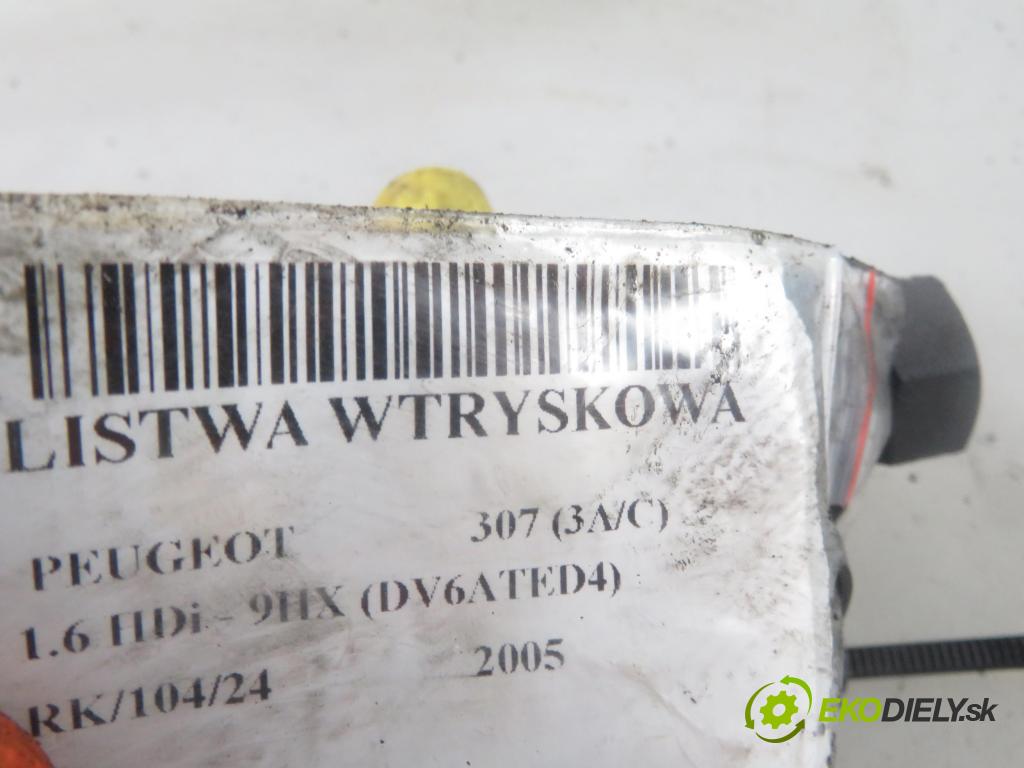 LISTWA WTRYSKOWA
PEUGEOT 307 (3A/C)
1.6 HDi - 9HX (DV6ATED4)
RK/104/24 2005
EKODIELY.sk